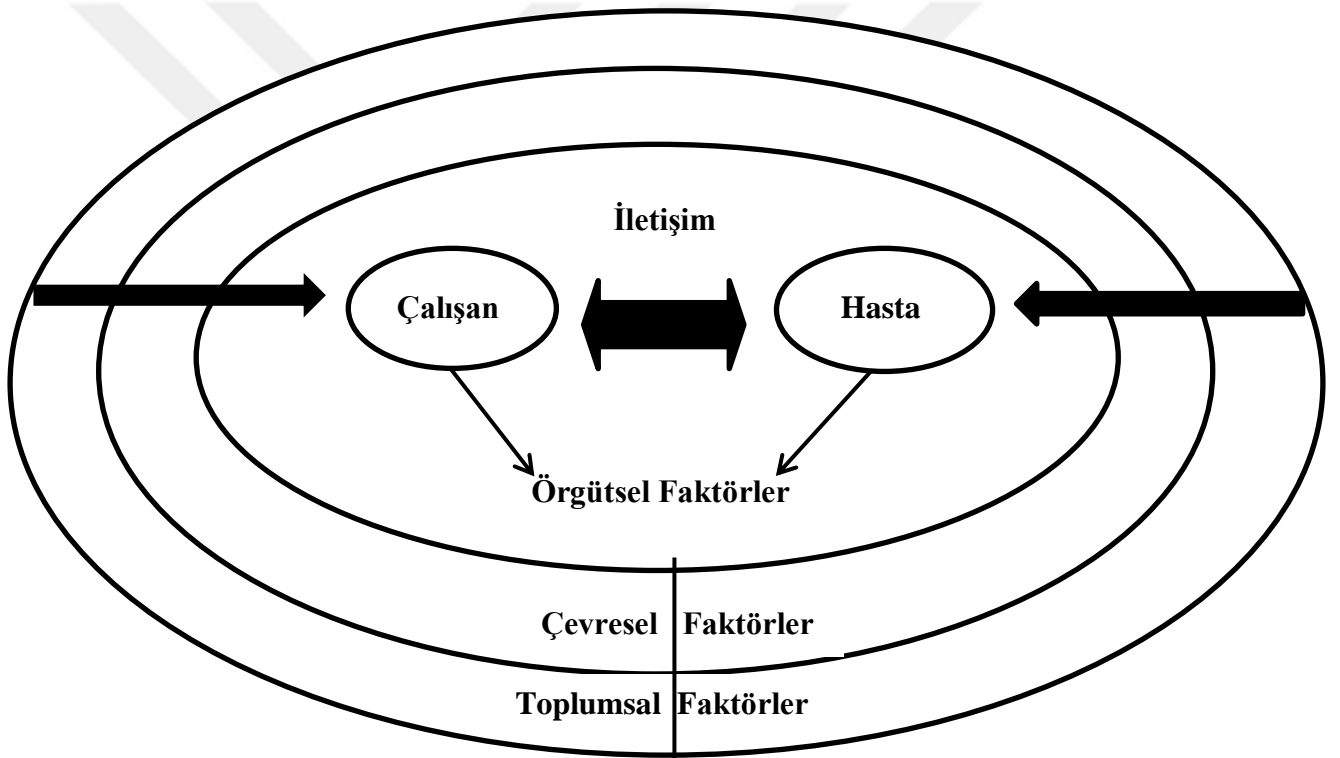 İletişim
Çalışan
Hasta
Örgütsel Faktörler
Çevresel Faktörler
Toplumsal Faktörler